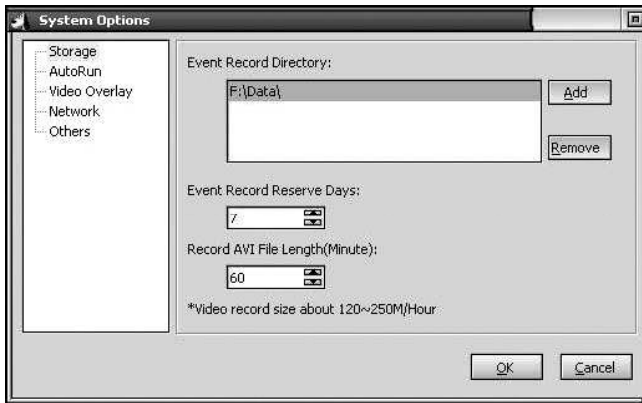 System Options
Storage
AutoRun
Video Overlay
Network
Others
Event Record Directory:
F:\Data\
Add
Remove
Event Record Reserve Days:
7
Record AVI File Length(Minute):
60
*Video record size about 120~250M/Hour
OK
Cancel